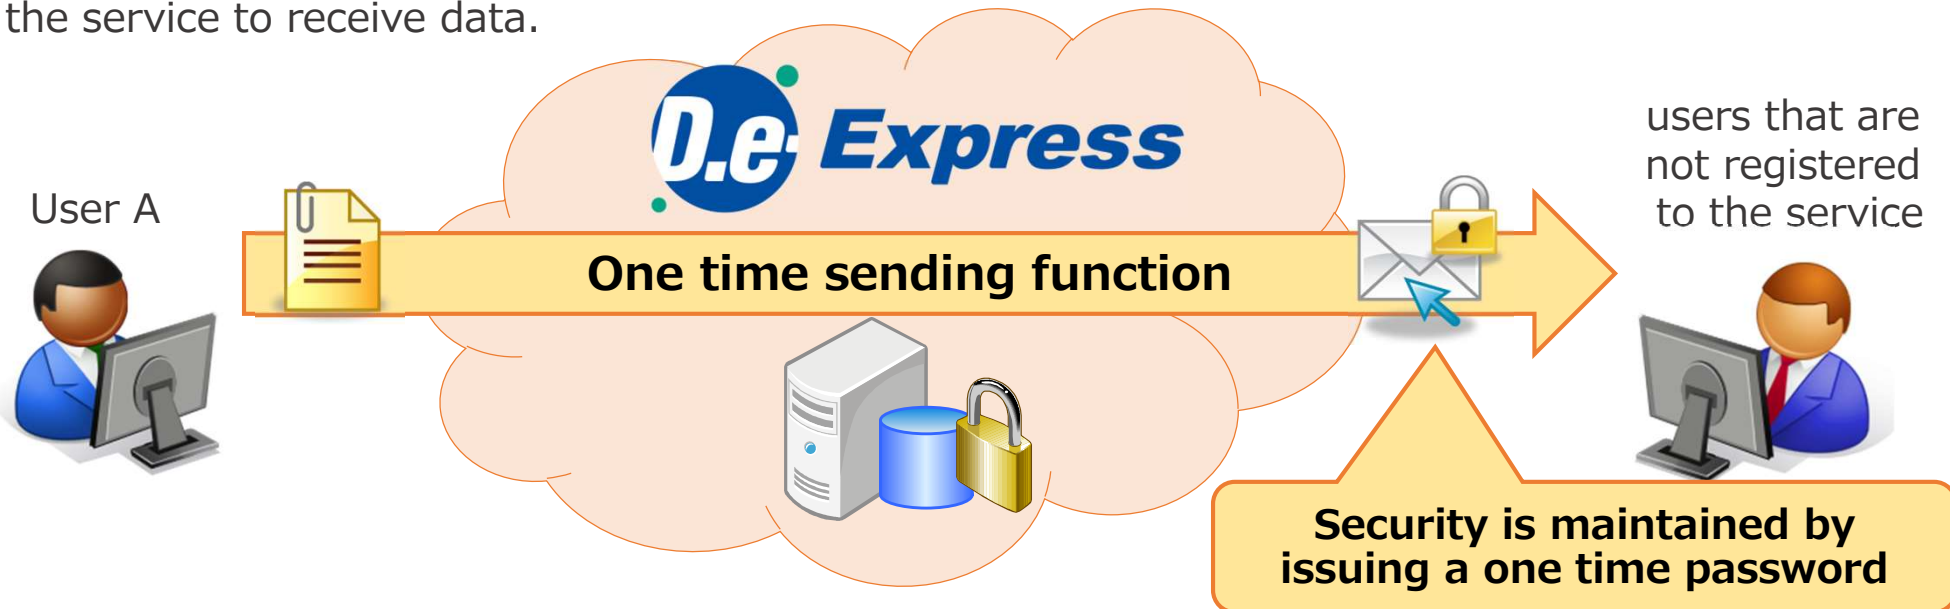 the service to receive data.
D.e-Express
users that are
not registered
to the service
User A
One time sending function
Security is maintained by
issuing a one time password